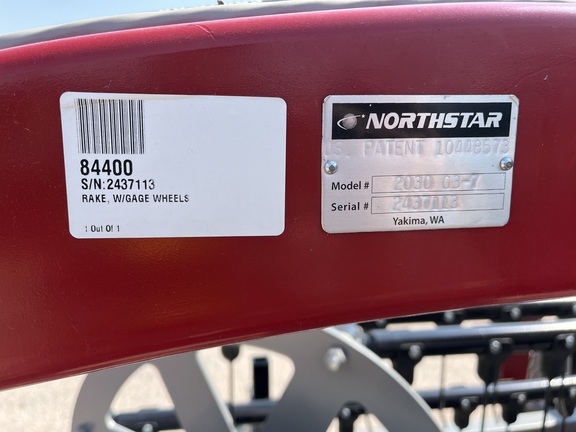 84400
S/N:2437113
RAKE, W/GAGE WHEELS
1 Out Of 1
NORTHSTAR
U.S. PATENT 10448573
Model # 2030 G3-7
Serial # 2437113
Yakima, WA